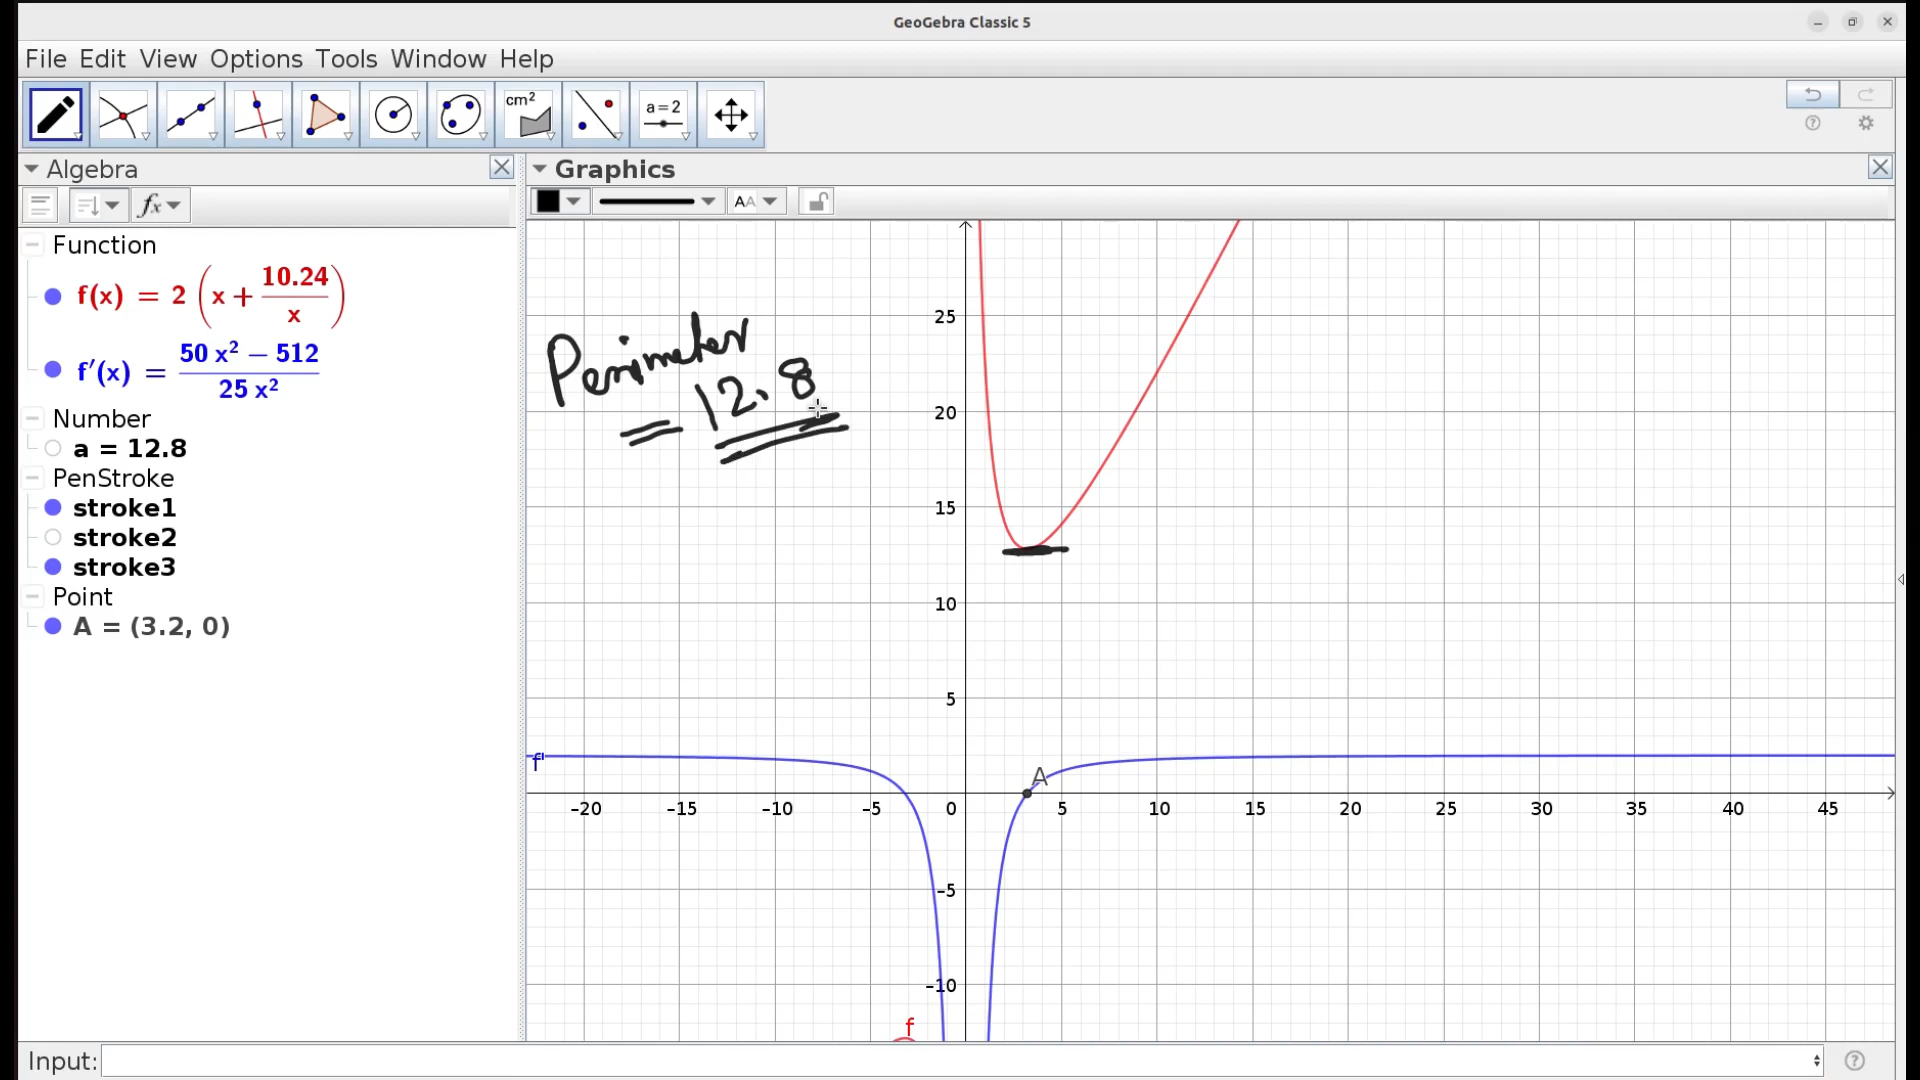 GeoGebra Classic 5
File Edit View Options Tools Window Help
cm²
a=2
Algebra
Graphics
fx
AA
Function
f(x) = 2 (x + 10.24 / x)
f′(x) = 50 x² − 512 / 25 x²
Number
a = 12.8
PenStroke
stroke1
stroke2
stroke3
Point
A = (3.2, 0)
Perimeter
= 12.8
25
20
15
10
5
f'
A
-20 -15 -10 -5 0 5 10 15 20 25 30 35 40 45
-5
-10
f
Input: